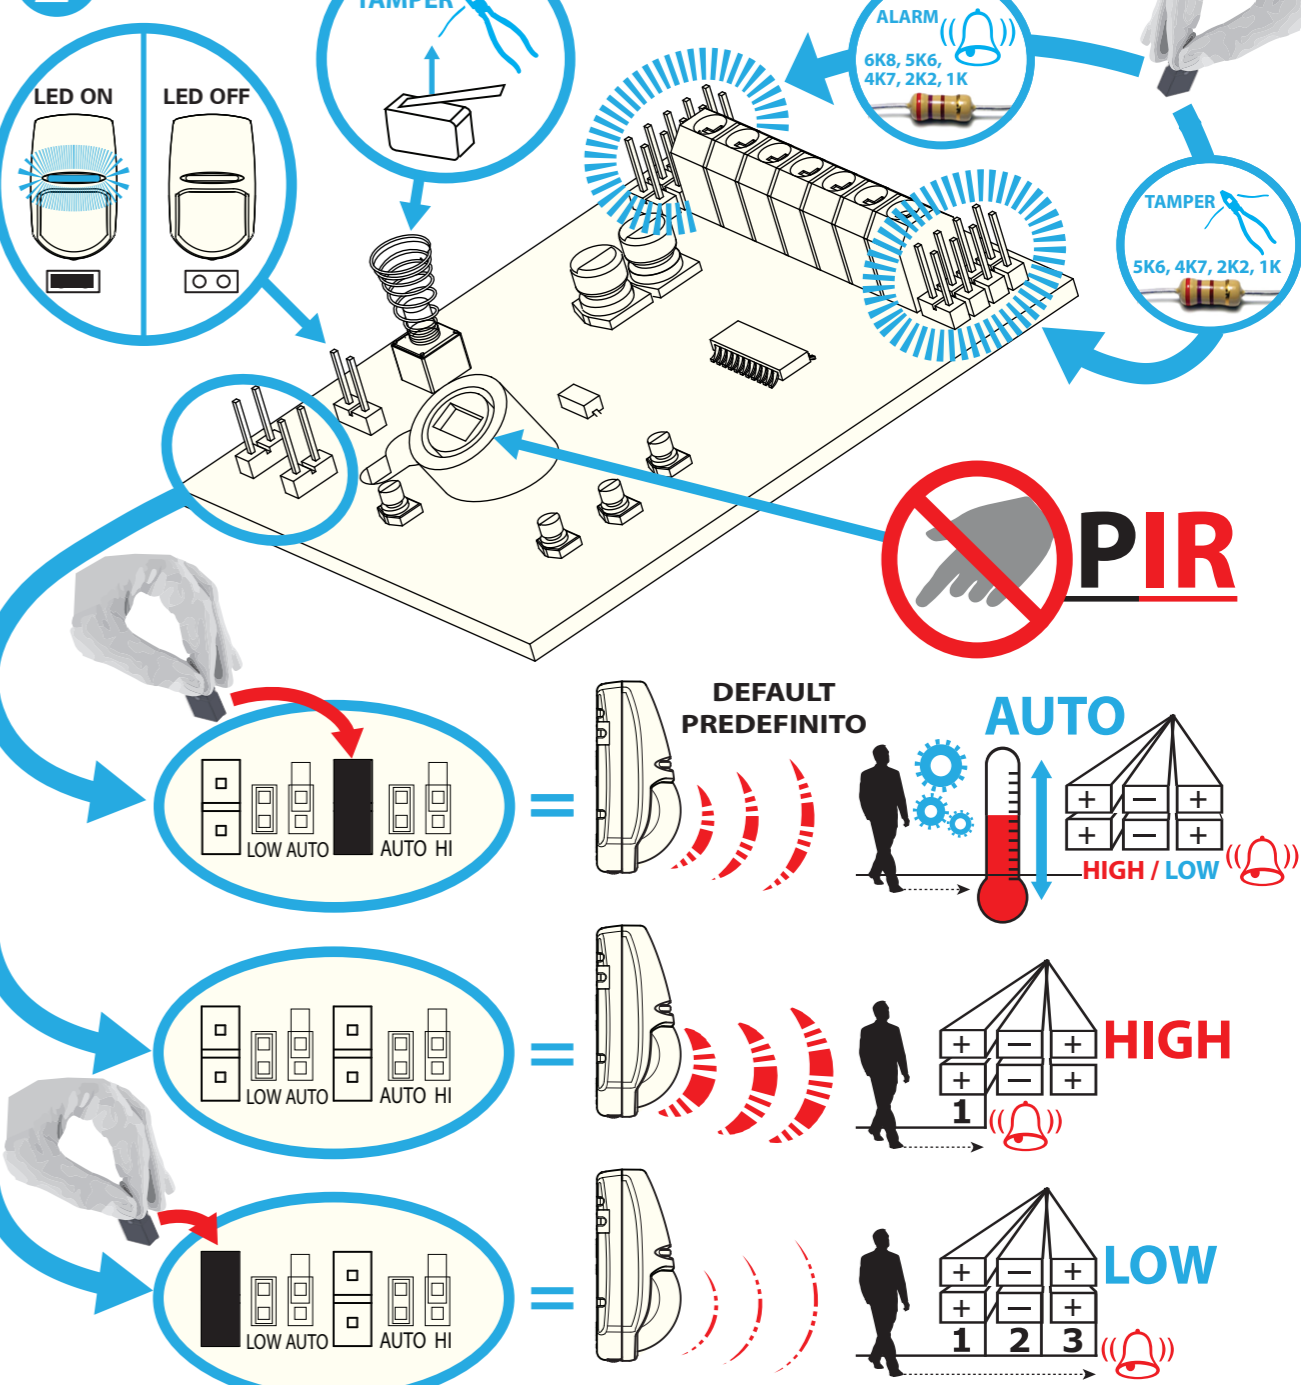 TAMPER
ALARM
6K8, 5K6,
4K7, 2K2, 1K
LED ON
LED OFF
TAMPER
5K6, 4K7, 2K2, 1K
PIR
DEFAULT
PREDEFINITO
AUTO
LOW AUTO
AUTO HI
=
+ − +
+ − +
HIGH / LOW
LOW AUTO
AUTO HI
=
+ − +
+ − +
HIGH
1
LOW AUTO
AUTO HI
=
+ − +
+ − +
LOW
1 2 3